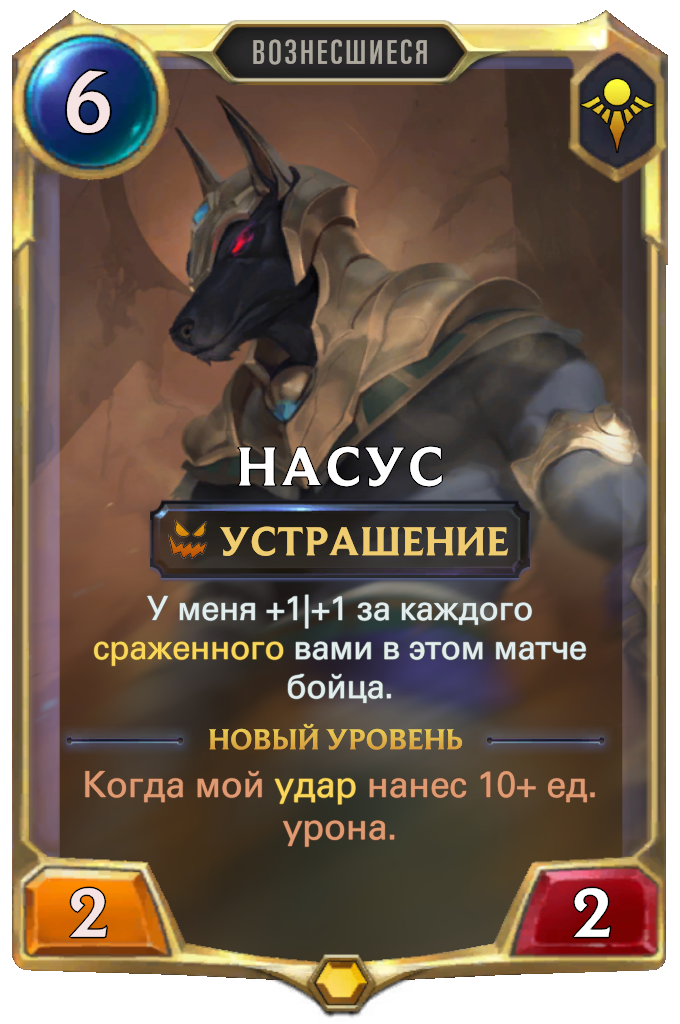 ВОЗНЕСШИЕСЯ
6
НАСУС
УСТРАШЕНИЕ
У меня +1|+1 за каждого
сраженного вами в этом матче
бойца.
НОВЫЙ УРОВЕНЬ
Когда мой удар нанес 10+ ед.
урона.
2
2